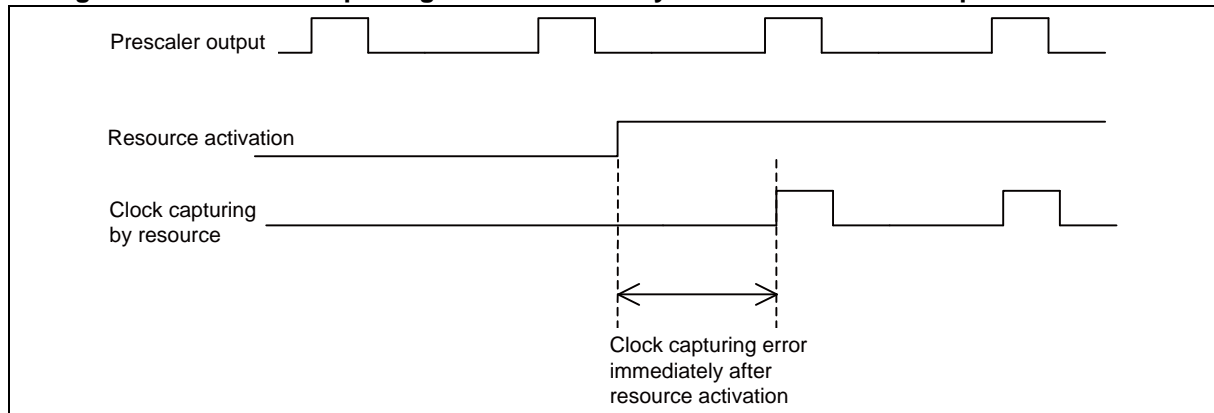 Prescaler output
Resource activation
Clock capturing
by resource
Clock capturing error
immediately after
resource activation